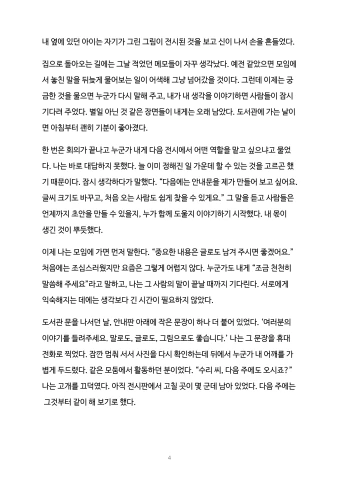 내 옆에 있던 아이는 자기가 그린 그림이 전시된 것을 보고 신이 나서 손을 흔들었다.
집으로 돌아오는 길에는 그날 적었던 메모들이 자꾸 생각났다. 예전 같았으면 모임에
서 놓친 말을 뒤늦게 물어보는 일이 어색해 그냥 넘어갔을 것이다. 그런데 이제는 궁
금한 것을 물으면 누군가 다시 말해 주고, 내가 내 생각을 이야기하면 사람들이 잠시
기다려 주었다. 별일 아닌 것 같은 장면들이 내게는 오래 남았다. 도서관에 가는 날이
면 아침부터 괜히 기분이 좋아졌다.
한 번은 회의가 끝나고 누군가 내게 다음 전시에서 어떤 역할을 맡고 싶으냐고 물었
다. 나는 바로 대답하지 못했다. 늘 이미 정해진 일 가운데 할 수 있는 것을 고르곤 했
기 때문이다. 잠시 생각하다가 말했다. “다음에는 안내문을 제가 만들어 보고 싶어요.
글씨 크기도 바꾸고, 처음 오는 사람도 쉽게 찾을 수 있게요.” 그 말을 듣고 사람들은
언제까지 초안을 만들 수 있을지, 누가 함께 도울지 이야기하기 시작했다. 내 몫이
생긴 것이 뿌듯했다.
이제 나는 모임에 가면 먼저 말한다. “중요한 내용은 글로도 남겨 주시면 좋겠어요.”
처음에는 조심스러웠지만 요즘은 그렇게 어렵지 않다. 누군가도 내게 “조금 천천히
말씀해 주세요”라고 말하고, 나는 그 사람의 말이 끝날 때까지 기다린다. 서로에게
익숙해지는 데에는 생각보다 긴 시간이 필요하지 않았다.
도서관 문을 나서던 날, 안내판 아래에 작은 문장이 하나 더 붙어 있었다. ‘여러분의
이야기를 들려주세요. 말로도, 글로도, 그림으로도 좋습니다.’ 나는 그 문장을 휴대
전화로 찍었다. 잠깐 멈춰 서서 사진을 다시 확인하는데 뒤에서 누군가 내 어깨를 가
볍게 두드렸다. 같은 모둠에서 활동하던 분이었다. “수리 씨, 다음 주에도 오시죠?”
나는 고개를 끄덕였다. 아직 전시판에서 고칠 곳이 몇 군데 남아 있었다. 다음 주에는
그것부터 같이 해 보기로 했다.